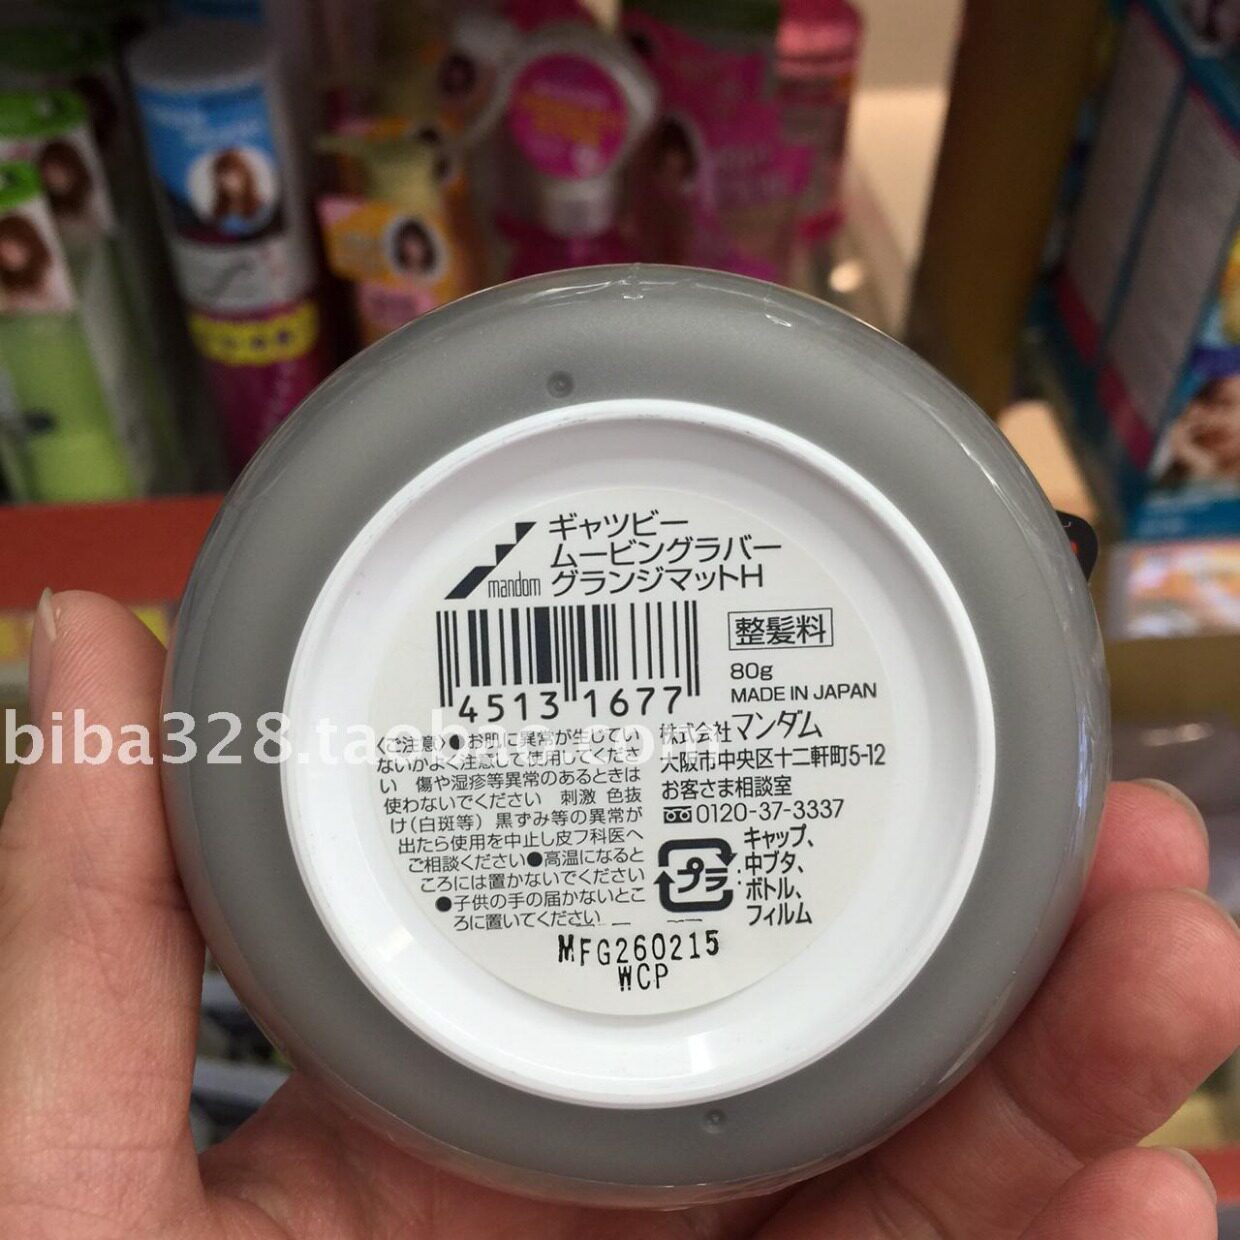 ギャツビー
ムービングラバー
グランジマットH
mandom
整髪料
80g
MADE IN JAPAN
4513 1677
株式会社マンダム
大阪市中央区十二軒町5-12
お客さま相談室
0120-37-3337
<ご注意>●お肌に異常が生じてい
ないかよく注意して使用してくださ
い 傷や湿疹等異常のあるときは
使わないでください 刺激 色抜
け(白斑等) 黒ずみ等の異常が
出たら使用を中止し皮フ科医へ
ご相談ください●高温になると
ころには置かないでください
●子供の手の届かないとこ
ろに置いてください
プラ
:
キャップ、
中ブタ、
ボトル、
フィルム
MFG260215
WCP
biba328.taobao.com